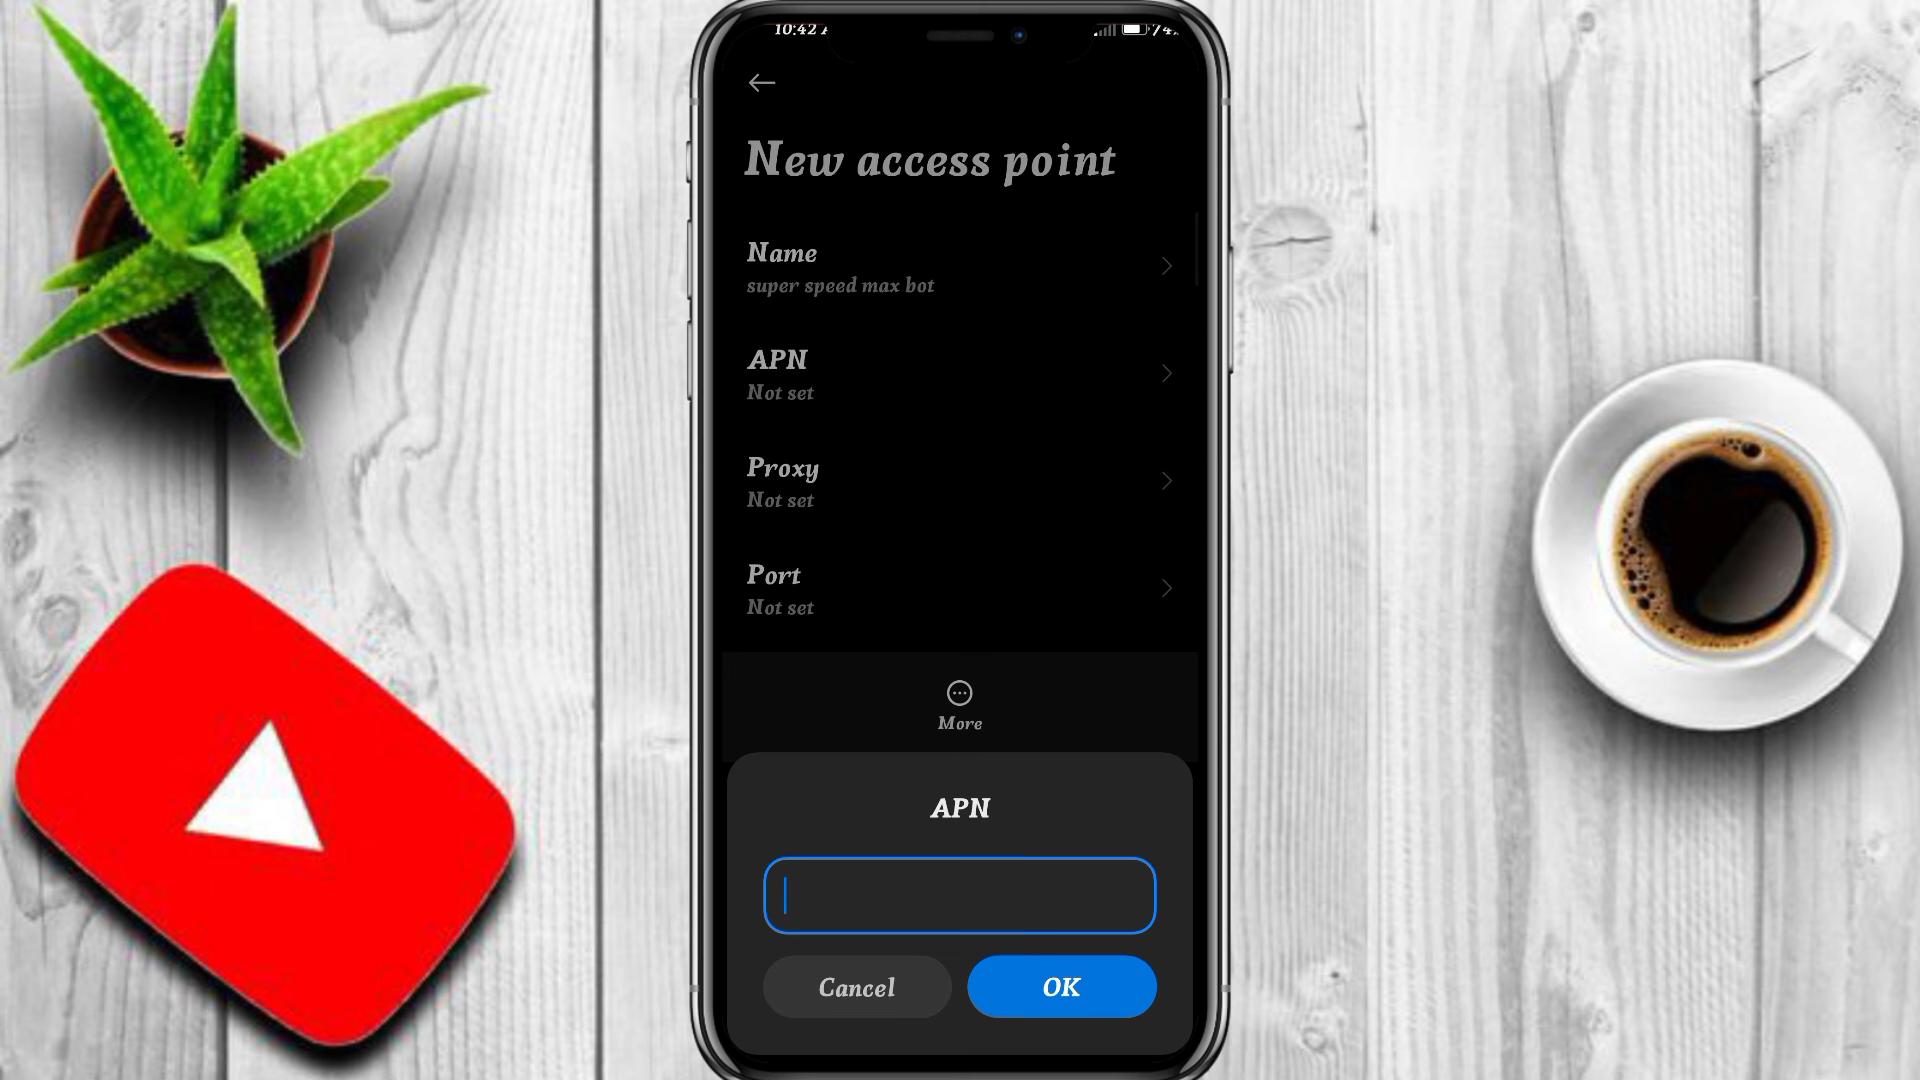 10:42
New access point
Name
super speed max bot
APN
Not set
Proxy
Not set
Port
Not set
More
APN
Cancel
OK